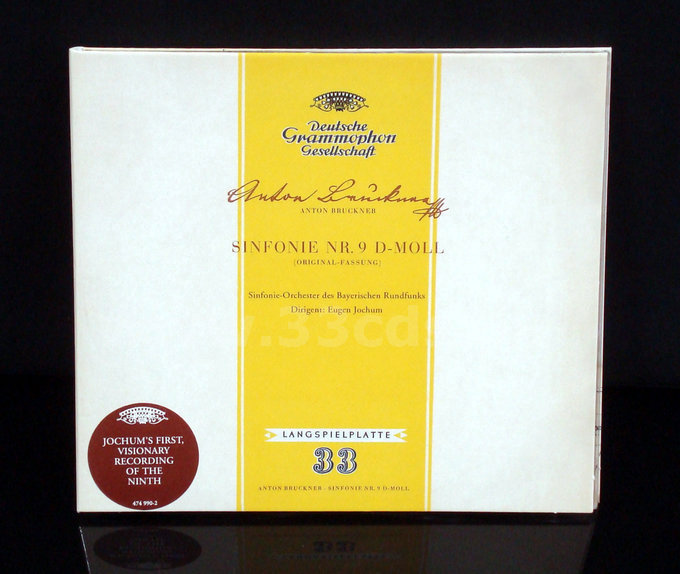 Deutsche
Grammophon
Gesellschaft
Anton Bruckner
ANTON BRUCKNER
SINFONIE NR. 9 D-MOLL
(ORIGINAL-FASSUNG)
Sinfonie-Orchester des Bayerischen Rundfunks
Dirigent: Eugen Jochum
.33cds
LANGSPIELPLATTE
33
ANTON BRUCKNER · SINFONIE NR. 9 D-MOLL
JOCHUM'S FIRST,
VISIONARY
RECORDING
OF THE
NINTH
474 990-2